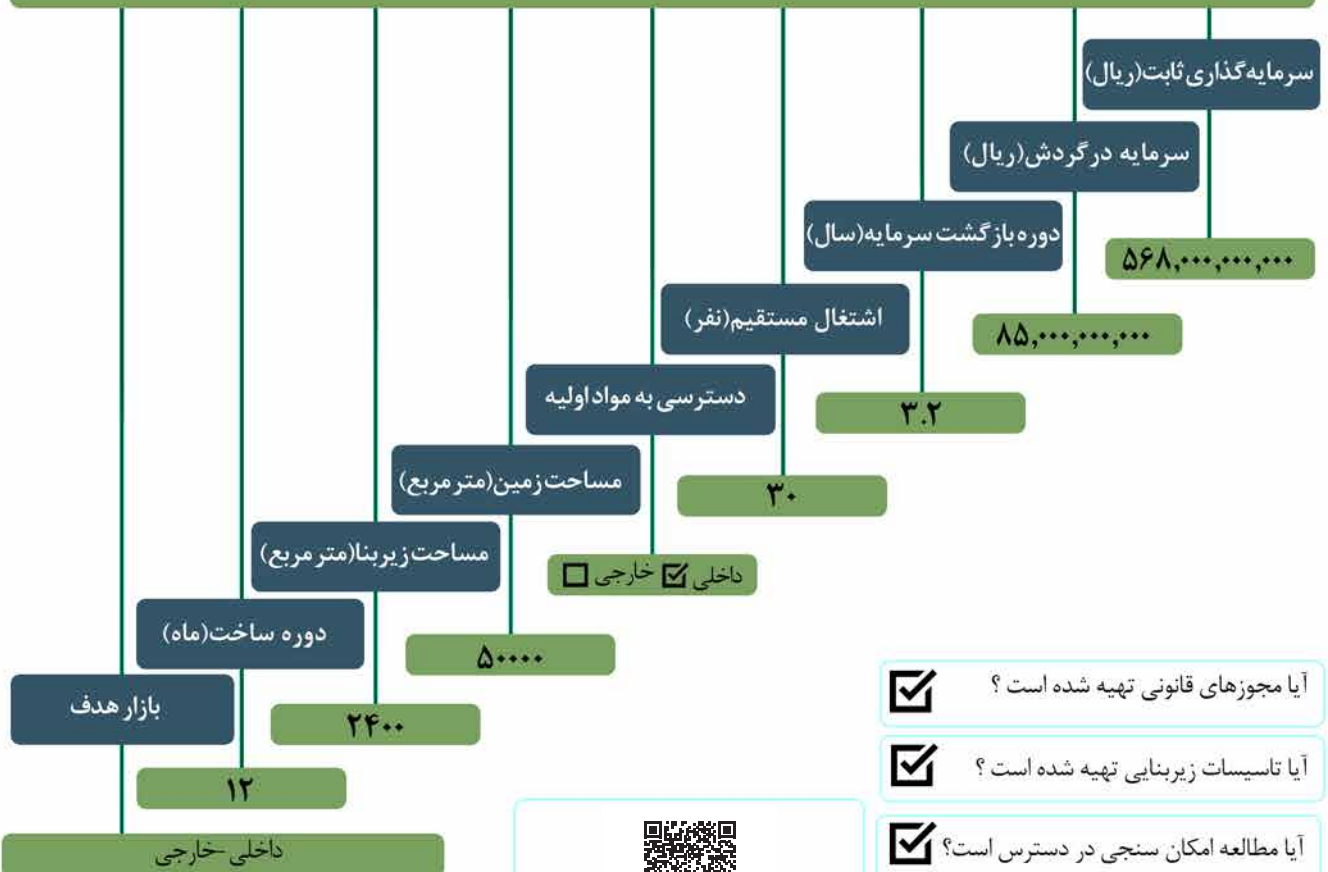 سرمایه‌گذاری ثابت(ریال)
۵۶۸,۰۰۰,۰۰۰,۰۰۰
سرمایه در گردش(ریال)
۸۵,۰۰۰,۰۰۰,۰۰۰
دوره بازگشت سرمایه(سال)
۳.۲
اشتغال مستقیم(نفر)
۳۰
دسترسی به مواد اولیه
داخلی ☑ خارجی ☐
مساحت زمین(متر مربع)
۵۰۰۰۰
مساحت زیربنا(متر مربع)
۲۴۰۰
دوره ساخت(ماه)
۱۲
بازار هدف
داخلی -خارجی
آیا مجوزهای قانونی تهیه شده است ؟ ☑
آیا تاسیسات زیربنایی تهیه شده است ؟ ☑
آیا مطالعه امکان سنجی در دسترس است؟ ☑